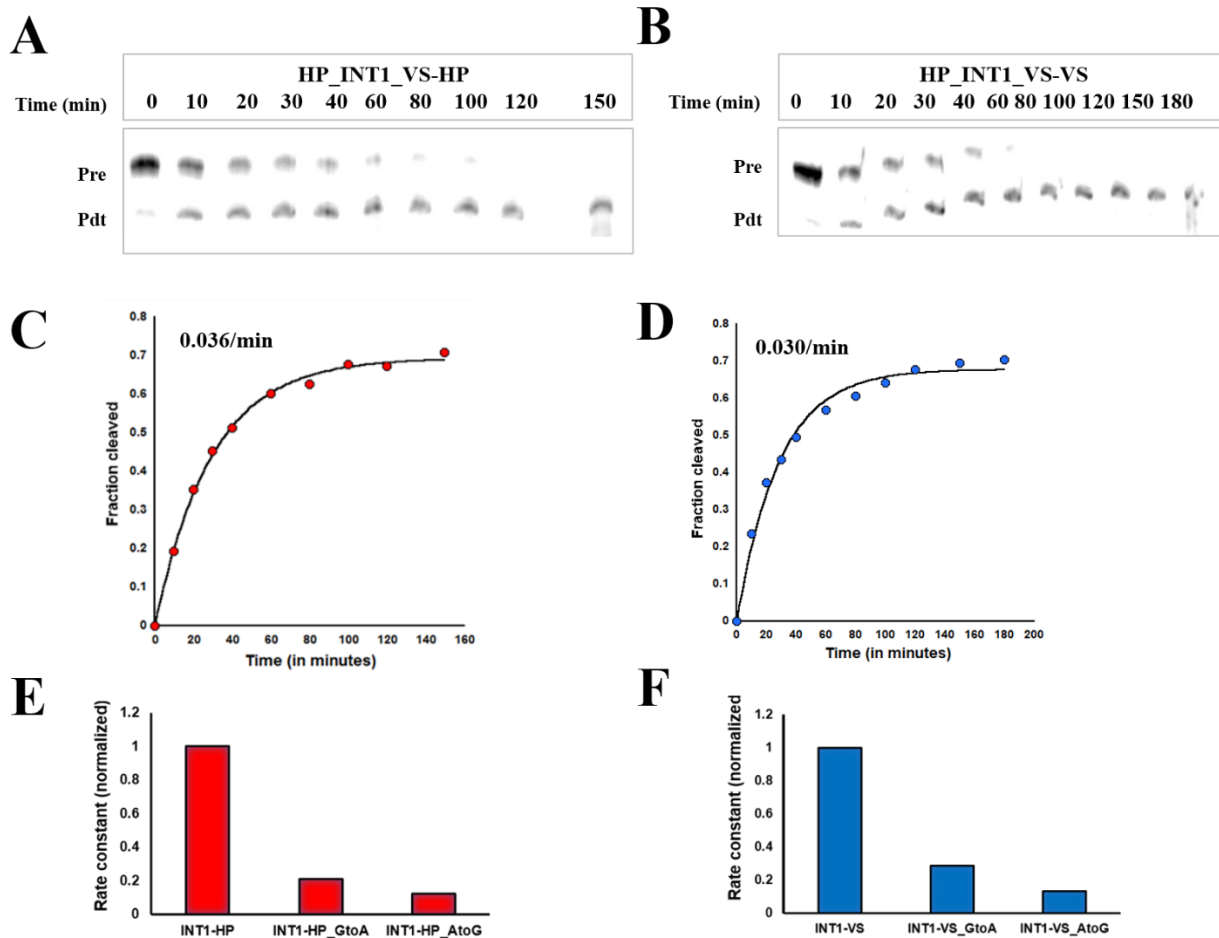 A
HP_INT1_VS-HP
Time (min) 0 10 20 30 40 60 80 100 120 150
Pre
Pdt
B
HP_INT1_VS-VS
Time (min) 0 10 20 30 40 60 80 100 120 150 180
Pre
Pdt
C
0.036/min
Fraction cleaved
0.8
0.7
0.6
0.5
0.4
0.3
0.2
0.1
0
0 20 40 60 80 100 120 140 160
Time (in minutes)
D
0.030/min
Fraction cleaved
0.8
0.7
0.6
0.5
0.4
0.3
0.2
0.1
0
0 20 40 60 80 100 120 140 160 180 200
Time (in minutes)
E
Rate constant (normalized)
1.2
1
0.8
0.6
0.4
0.2
0
INT1-HP INT1-HP_GtoA INT1-HP_AtoG
F
Rate constant (normalized
1.2
1
0.8
0.6
0.4
0.2
0
INT1-VS INT1-VS_GtoA INT1-VS_AtoG